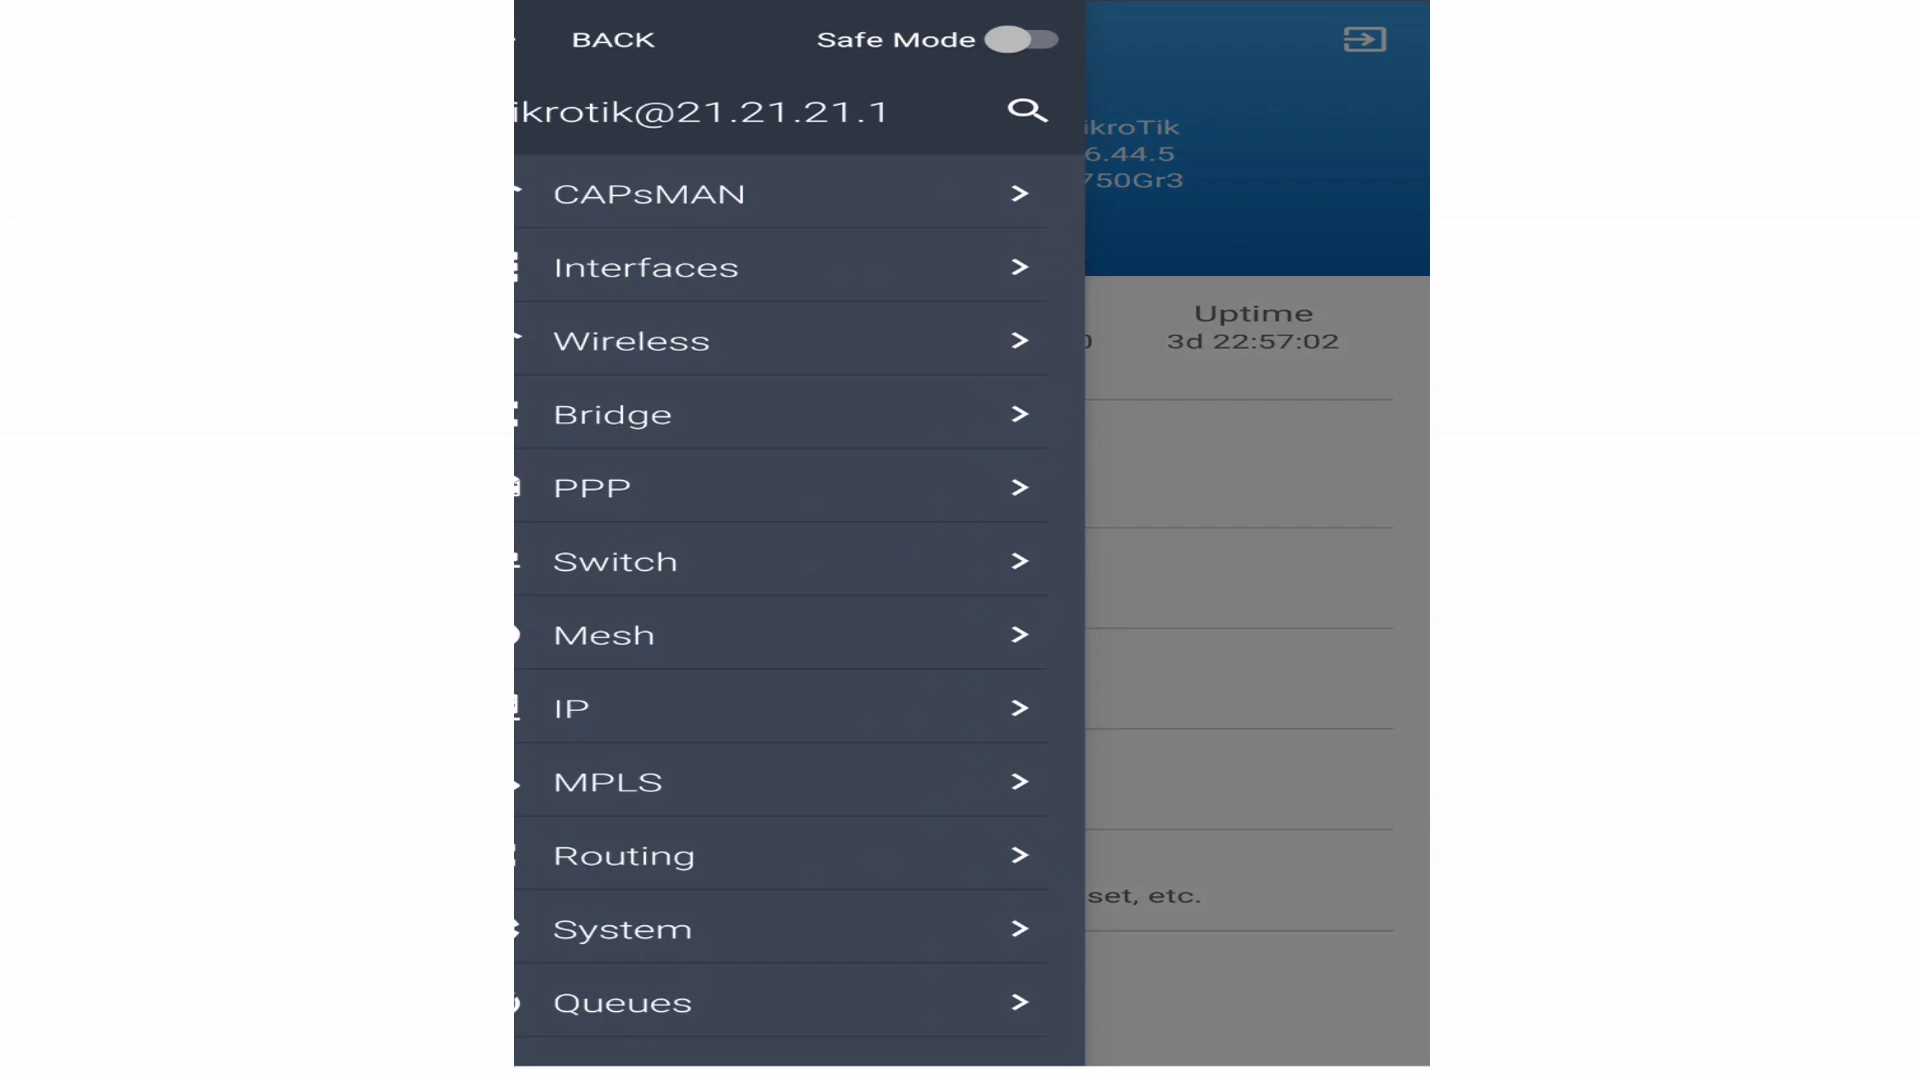 BACK Safe Mode
ikrotik@21.21.21.1
CAPsMAN
Interfaces
Wireless
Bridge
PPP
Switch
Mesh
IP
MPLS
Routing
System
Queues
ikroTik
6.44.5
750Gr3
Uptime
3d 22:57:02
set, etc.